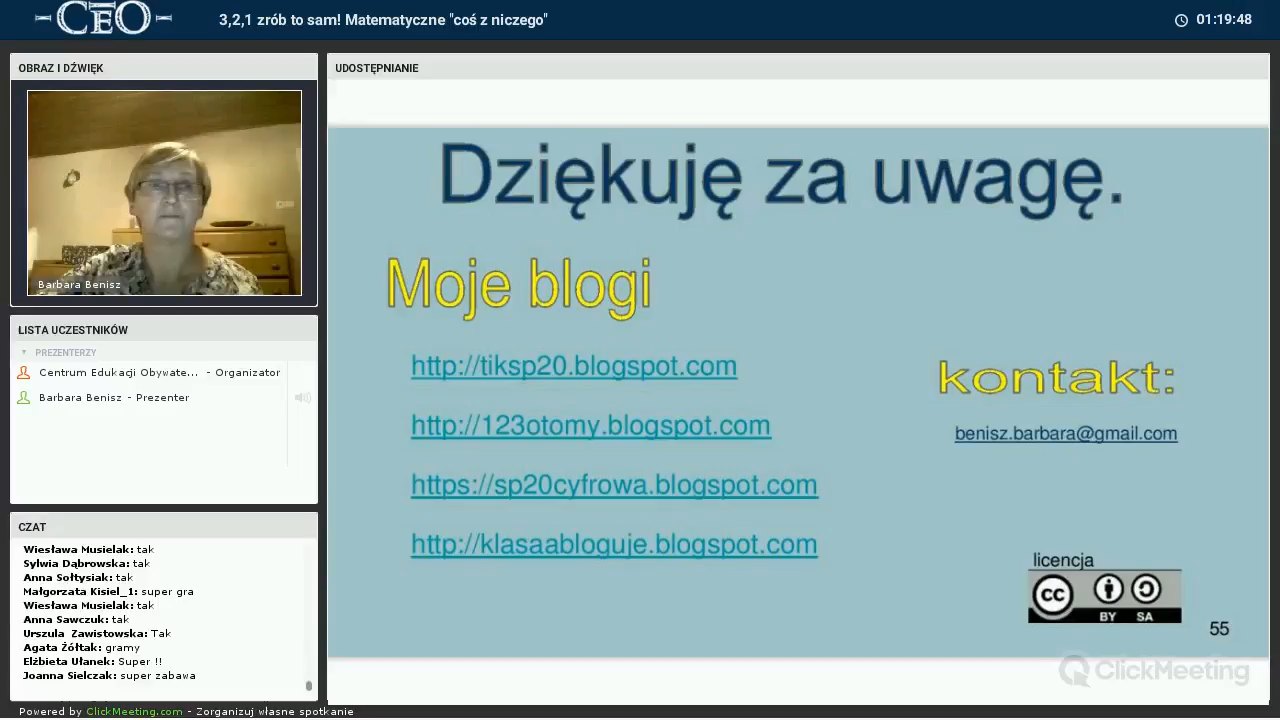 CEO
3,2,1 zrób to sam! Matematyczne "coś z niczego"
01:19:48
OBRAZ I DŹWIĘK
Barbara Benisz
LISTA UCZESTNIKÓW
PREZENTERZY
Centrum Edukacji Obywate... - Organizator
Barbara Benisz - Prezenter
CZAT
Wiesława Musielak: tak
Sylwia Dąbrowska: tak
Anna Sołtysiak: tak
Małgorzata Kisiel_1: super gra
Wiesława Musielak: tak
Anna Sawczuk: tak
Urszula Zawistowska: Tak
Agata Żółtak: gramy
Elżbieta Ułanek: Super !!
Joanna Sielczak: super zabawa
UDOSTĘPNIANIE
Dziękuję za uwagę.
Moje blogi
http://tiksp20.blogspot.com
http://123otomy.blogspot.com
https://sp20cyfrowa.blogspot.com
http://klasaabloguje.blogspot.com
kontakt:
benisz.barbara@gmail.com
licencja
cc
BY SA
55
ClickMeeting
Powered by ClickMeeting.com - Zorganizuj własne spotkanie